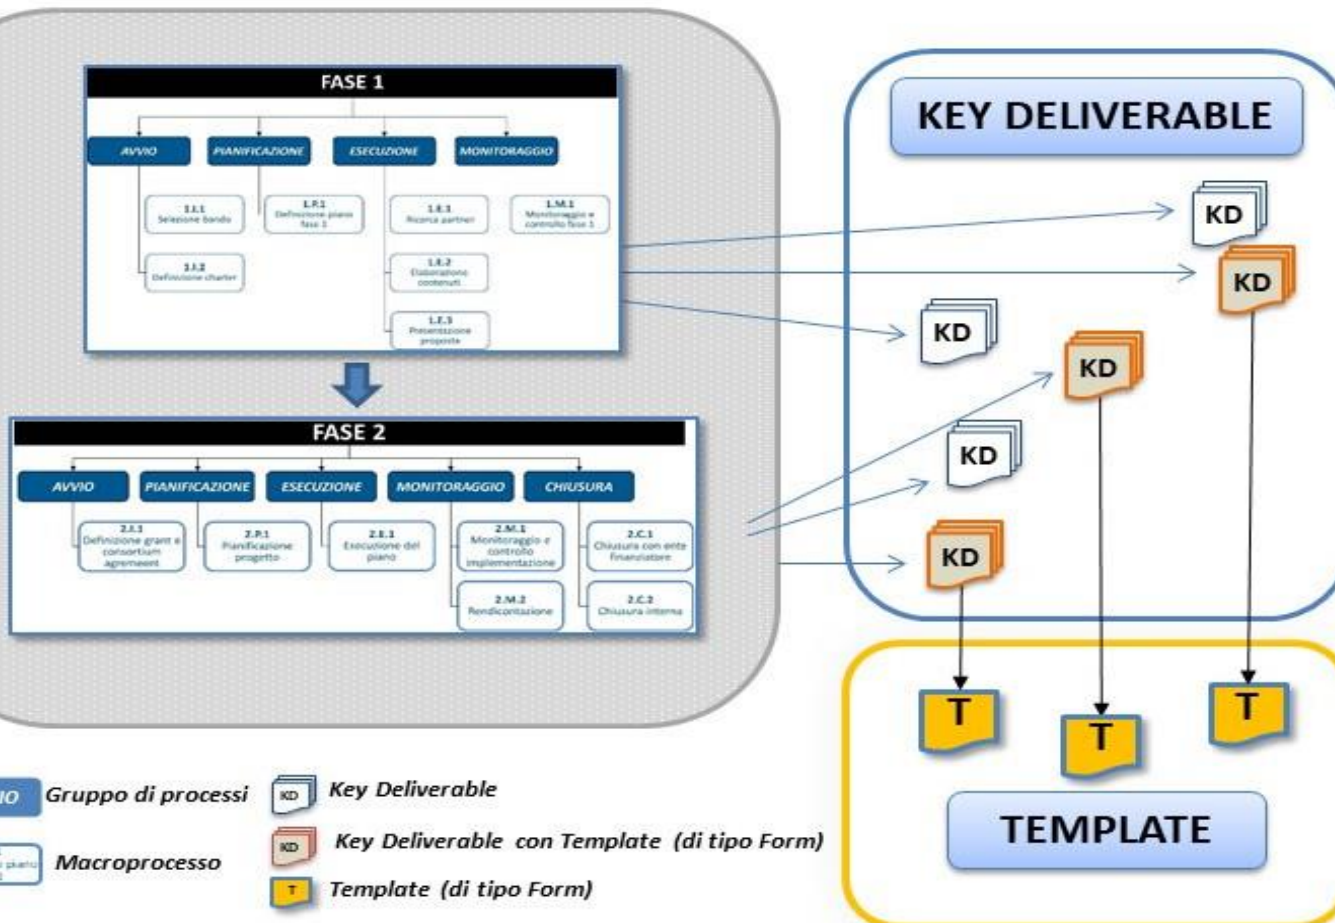 FASE 1
AVVIO
PIANIFICAZIONE
ESECUZIONE
MONITORAGGIO
1.I.1
Selezione bando
1.I.2
Definizione charter
1.P.1
Definizione piano
fase 1
1.E.1
Ricerca partner
1.E.2
Elaborazione
contenuti
1.E.3
Presentazione
proposta
1.M.1
Monitoraggio e
controllo fase 1
FASE 2
AVVIO
PIANIFICAZIONE
ESECUZIONE
MONITORAGGIO
CHIUSURA
2.I.1
Definizione grant e
consortium
agreement
2.P.1
Pianificazione
progetto
2.E.1
Esecuzione del
piano
2.M.1
Monitoraggio e
controllo
implementazione
2.M.2
Rendicontazione
2.C.1
Chiusura con ente
finanziatore
2.C.2
Chiusura interna
KEY DELIVERABLE
KD
KD
KD
KD
KD
KD
T
T
T
TEMPLATE
IO
Gruppo di processi
piano
Macroprocesso
KD
Key Deliverable
KD
Key Deliverable con Template (di tipo Form)
T
Template (di tipo Form)